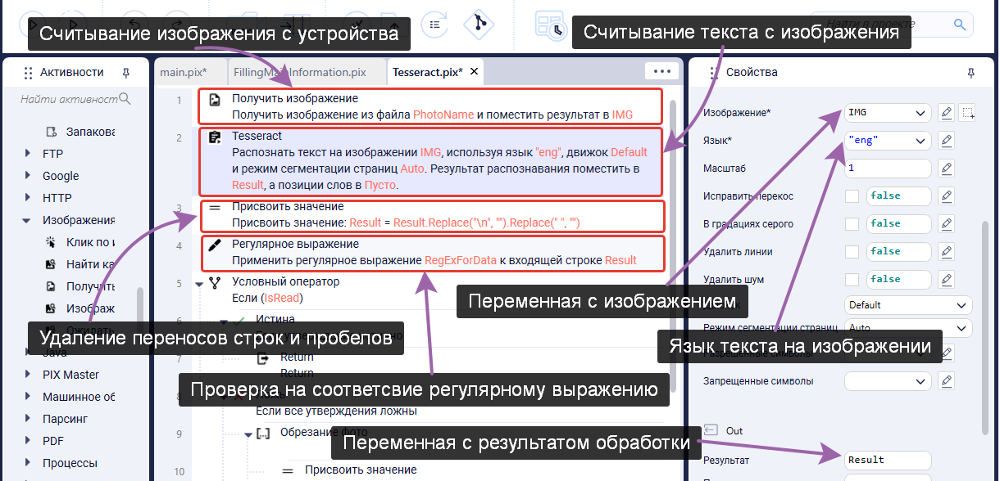 Считывание изображения с устройства
Считывание текста с изображения
Найти в проекте
Активности
Найти активност
Запакова
FTP
Google
HTTP
Изображения
Клик по и
Найти ка
Получить
Изображ
Ожидать
Java
PIX Master
Машинное об
Парсинг
PDF
Процессы
main.pix*
FillingMainInformation.pix
Tesseract.pix*
1
Получить изображение
Получить изображение из файла PhotoName и поместить результат в IMG
2
Tesseract
Распознать текст на изображении IMG, используя язык "eng", движок Default
и режим сегментации страниц Auto. Результат распознавания поместить в
Result, а позиции слов в Пусто.
3
Присвоить значение
Присвоить значение: Result = Result.Replace("\n", "").Replace(" ", "")
4
Регулярное выражение
Применить регулярное выражение RegExForData к входящей строке Result
5
Условный оператор
Если (IsRead)
6
Истина
7
Return
Return
8
Если все утверждения ложны
9
Обрезание фото
10
Присвоить значение
Удаление переносов строк и пробелов
Проверка на соответсвие регулярному выражению
Переменная с изображением
Язык текста на изображении
Переменная с результатом обработки
Свойства
Изображение*
IMG
Язык*
"eng"
Масштаб
1
Исправить перекос
false
В градациях серого
false
Удалить линии
false
Удалить шум
false
Default
Режим сегментации страниц
Auto
Разрешенные символы
Запрещенные символы
Out
Результат
Result